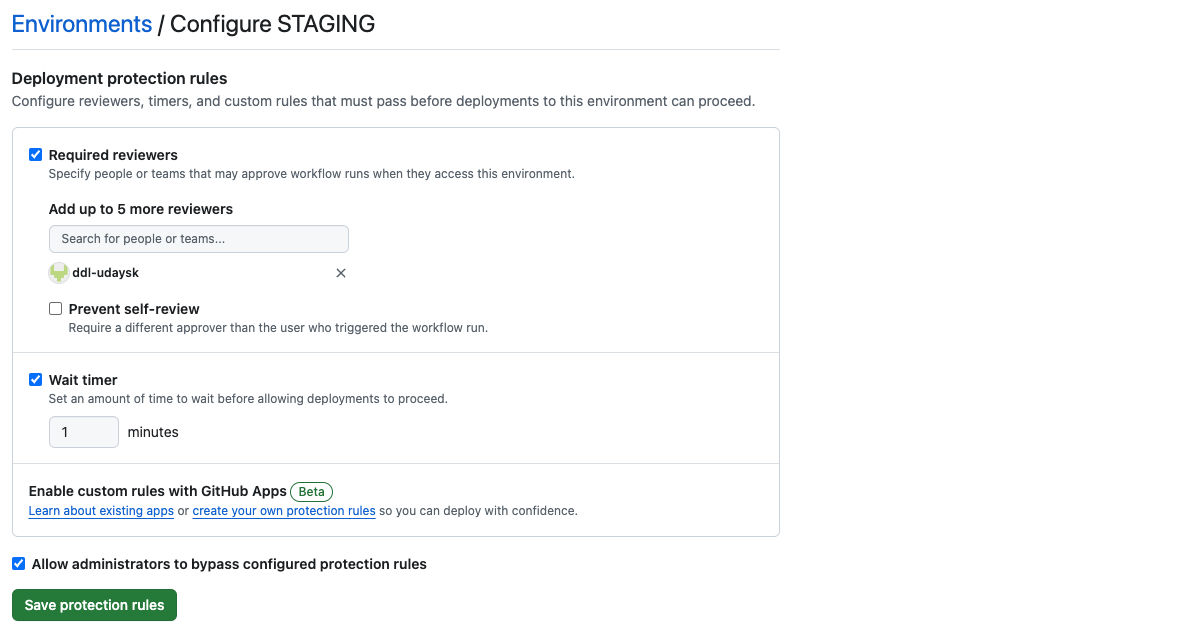 Environments / Configure STAGING
Deployment protection rules
Configure reviewers, timers, and custom rules that must pass before deployments to this environment can proceed.
Required reviewers
Specify people or teams that may approve workflow runs when they access this environment.
Add up to 5 more reviewers
Search for people or teams...
ddl-udaysk
Prevent self-review
Require a different approver than the user who triggered the workflow run.
Wait timer
Set an amount of time to wait before allowing deployments to proceed.
1 minutes
Enable custom rules with GitHub Apps Beta
Learn about existing apps or create your own protection rules so you can deploy with confidence.
Allow administrators to bypass configured protection rules
Save protection rules